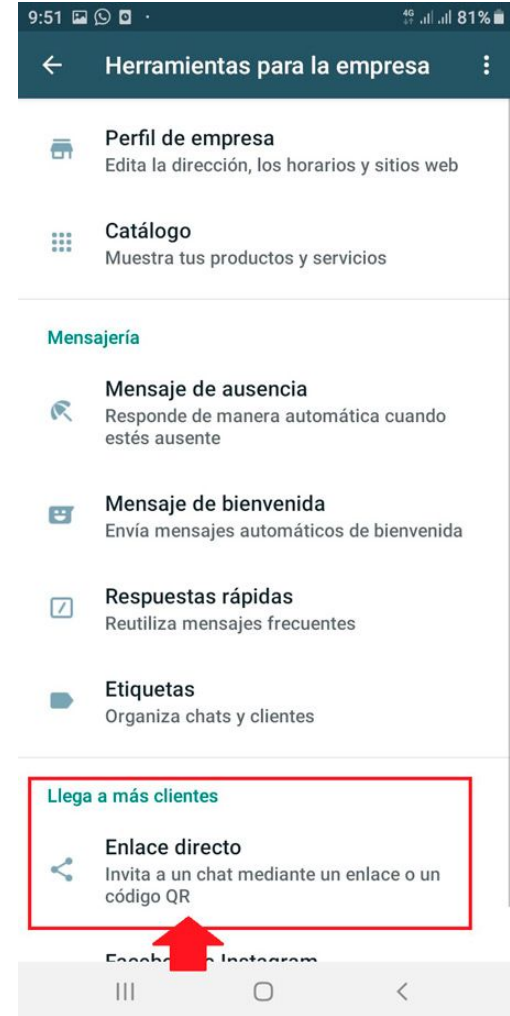 9:51
4G
81%
Herramientas para la empresa
Perfil de empresa
Edita la dirección, los horarios y sitios web
Catálogo
Muestra tus productos y servicios
Mensajería
Mensaje de ausencia
Responde de manera automática cuando
estés ausente
Mensaje de bienvenida
Envía mensajes automáticos de bienvenida
Respuestas rápidas
Reutiliza mensajes frecuentes
Etiquetas
Organiza chats y clientes
Llega a más clientes
Enlace directo
Invita a un chat mediante un enlace o un
código QR
Instagram